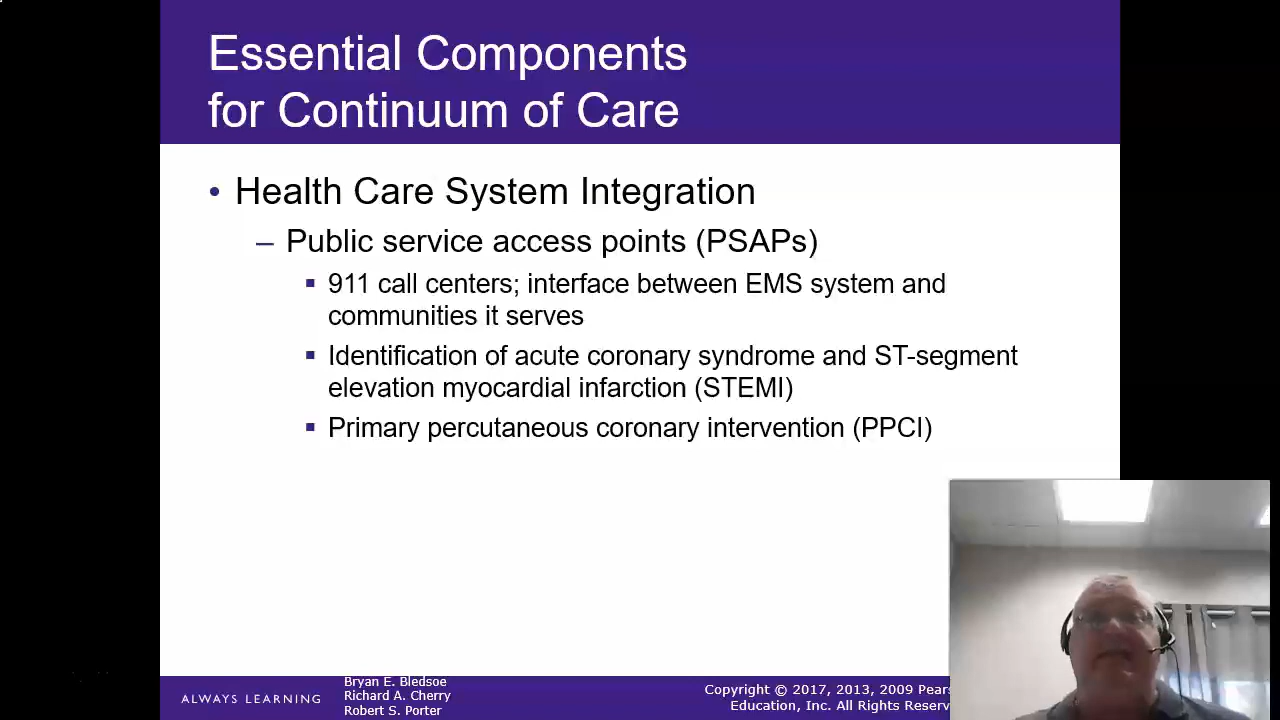 Essential Components
for Continuum of Care
• Health Care System Integration
– Public service access points (PSAPs)
▪ 911 call centers; interface between EMS system and
communities it serves
▪ Identification of acute coronary syndrome and ST-segment
elevation myocardial infarction (STEMI)
▪ Primary percutaneous coronary intervention (PPCI)
ALWAYS LEARNING
Bryan E. Bledsoe
Richard A. Cherry
Robert S. Porter
Copyright © 2017, 2013, 2009 Pears
Education, Inc. All Rights Reserv